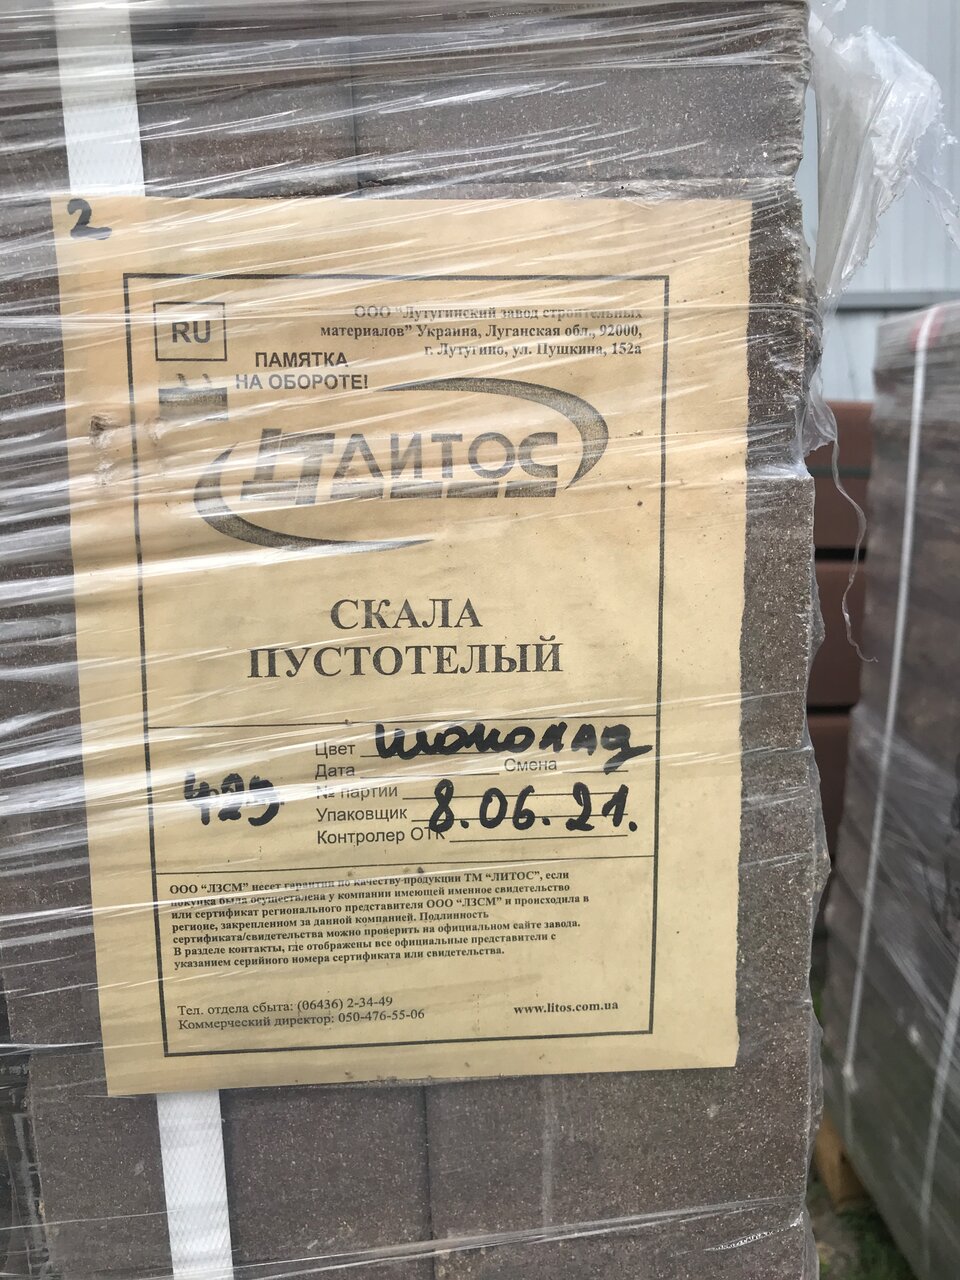 2
RU
ООО "Лутугинский завод строительных
материалов" Украина, Луганская обл., 92000,
г. Лутугино, ул. Пушкина, 152а
ПАМЯТКА
НА ОБОРОТЕ!
ЛИТОС
СКАЛА
ПУСТОТЕЛЫЙ
Цвет шоколад
Дата Смена
429 № партии
Упаковщик 8.06.21.
Контролер ОТК
ООО "ЛЗСМ" несет гарантии по качеству продукции ТМ "ЛИТОС", если
покупка была осуществлена у компании имеющей именное свидетельство
или сертификат регионального представителя ООО "ЛЗСМ" и происходила в
регионе, закрепленном за данной компанией. Подлинность
сертификата/свидетельства можно проверить на официальном сайте завода.
В разделе контакты, где отображены все официальные представители с
указанием серийного номера сертификата или свидетельства.
Тел. отдела сбыта: (06436) 2-34-49
Коммерческий директор: 050-476-55-06
www.litos.com.ua